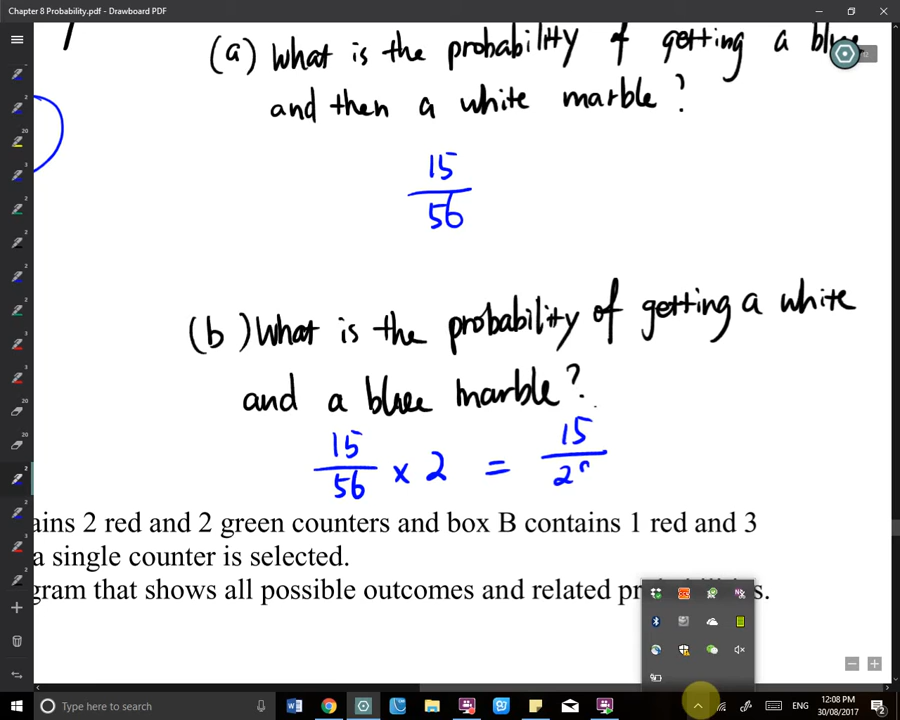 Chapter 8 Probability.pdf - Drawboard PDF
(a) What is the probability of getting a blue
and then a white marble?
15
56
(b) What is the probability of getting a white
and a blue marble?
15/56 × 2 = 15/2
ains 2 red and 2 green counters and box B contains 1 red and 3
a single counter is selected.
gram that shows all possible outcomes and related pr s.
Type here to search
ENG
12:08 PM
30/08/2017
2